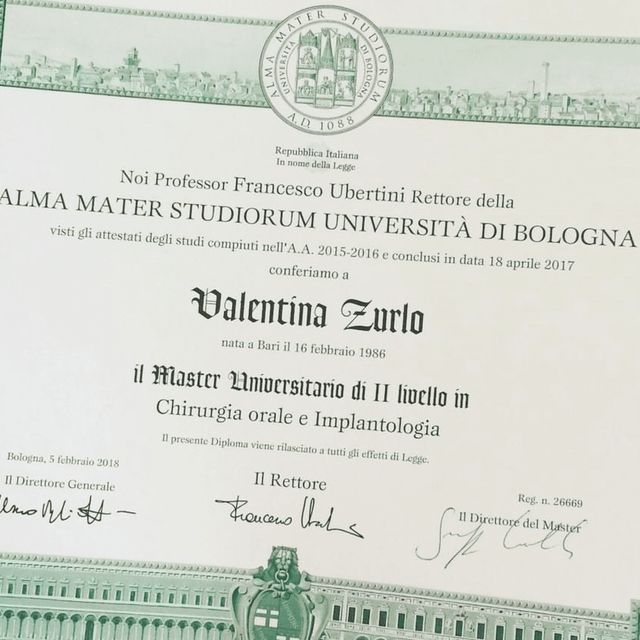 ALMA MATER STUDIORUM
UNIVERSITÀ DI BOLOGNA
A.D. 1088
Repubblica Italiana
In nome della Legge
Noi Professor Francesco Ubertini Rettore della
ALMA MATER STUDIORUM UNIVERSITÀ DI BOLOGNA
visti gli attestati degli studi compiuti nell'A.A. 2015-2016 e conclusi in data 18 aprile 2017
conferiamo a
Valentina Zurlo
nata a Bari il 16 febbraio 1986
il Master Universitario di II livello in
Chirurgia orale e Implantologia
Il presente Diploma viene rilasciato a tutti gli effetti di Legge.
Bologna, 5 febbraio 2018
Il Direttore Generale
Il Rettore
Reg. n. 26669
Il Direttore del Master